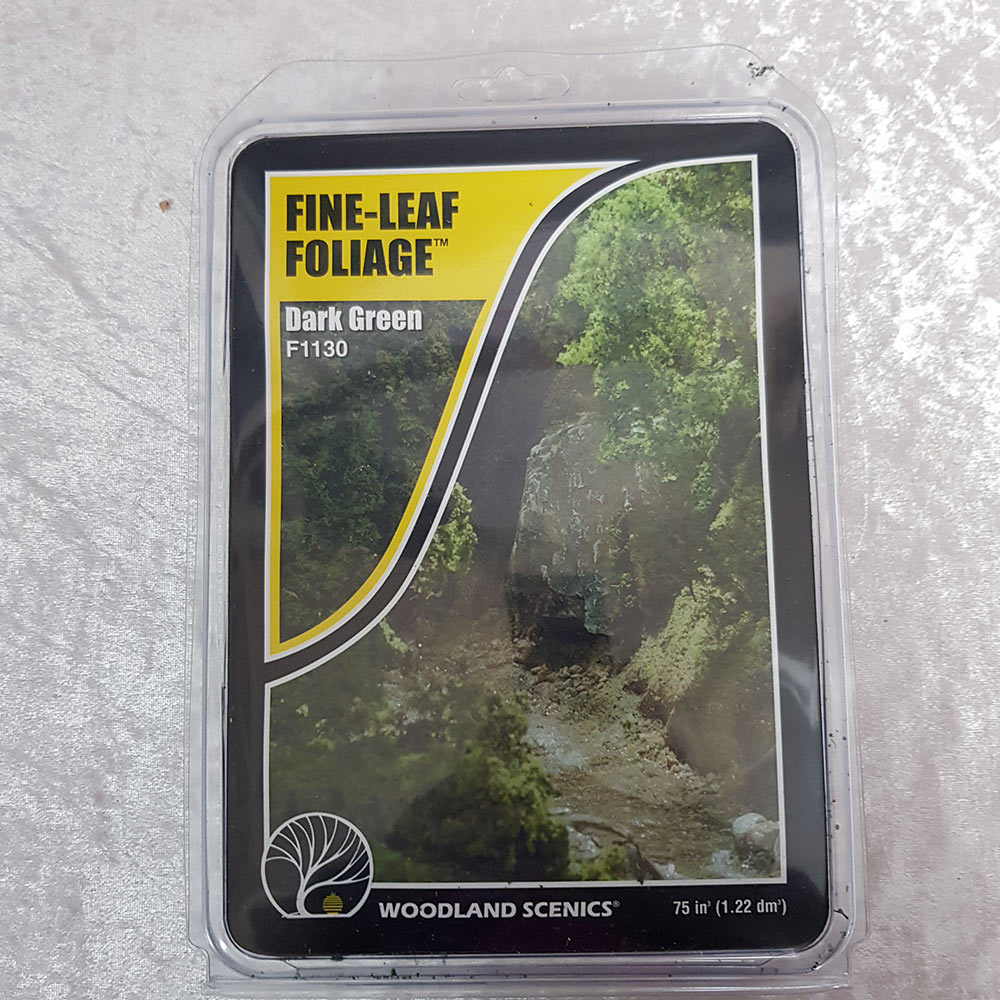 FINE-LEAF
FOLIAGE™
Dark Green
F1130
WOODLAND SCENICS®
75 in³ (1.22 dm³)